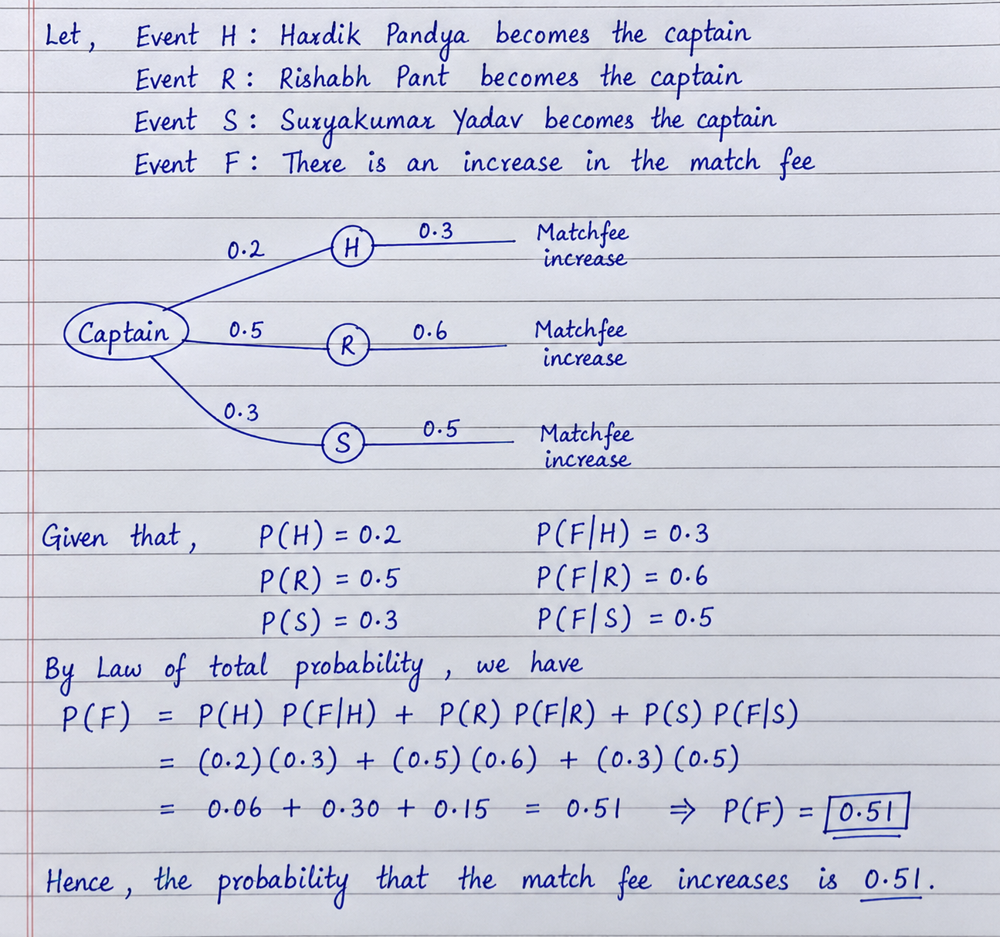 Let, Event H: Hardik Pandya becomes the captain
Event R: Rishabh Pant becomes the captain
Event S: Suryakumar Yadav becomes the captain
Event F: There is an increase in the match fee
0.2 H 0.3 Matchfee
increase
Captain 0.5 R 0.6 Matchfee
increase
0.3 S 0.5 Matchfee
increase
Given that, P(H) = 0.2 P(F|H) = 0.3
P(R) = 0.5 P(F|R) = 0.6
P(S) = 0.3 P(F|S) = 0.5
By Law of total probability, we have
P(F) = P(H) P(F|H) + P(R) P(F|R) + P(S) P(F|S)
= (0.2)(0.3) + (0.5)(0.6) + (0.3)(0.5)
= 0.06 + 0.30 + 0.15 = 0.51 ⇒ P(F) = 0.51
Hence, the probability that the match fee increases is 0.51.